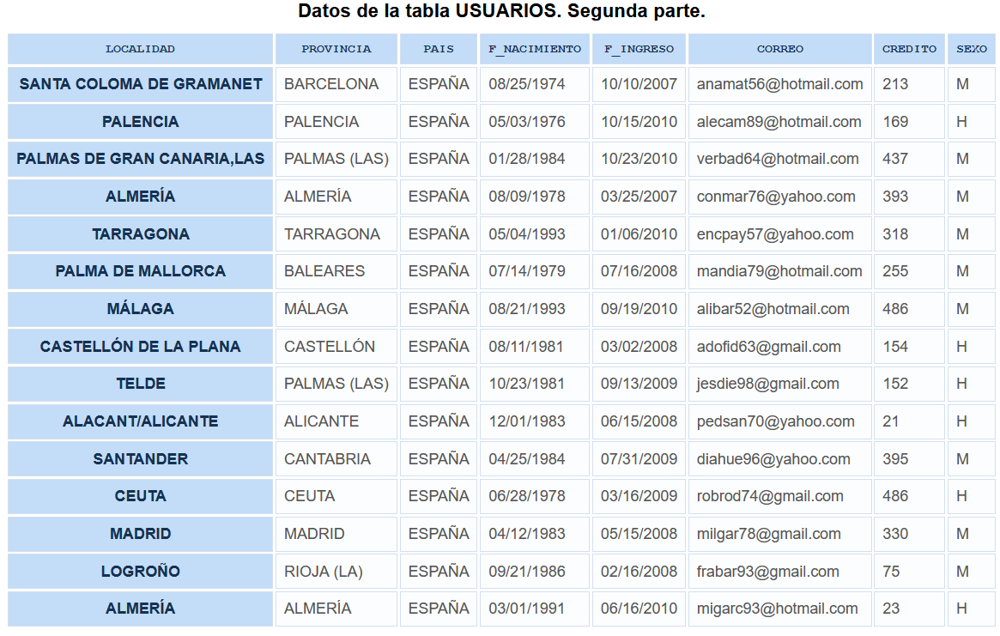 Datos de la tabla USUARIOS. Segunda parte.
LOCALIDAD PROVINCIA PAIS F_NACIMIENTO F_INGRESO CORREO CREDITO SEXO
SANTA COLOMA DE GRAMANET BARCELONA ESPAÑA 08/25/1974 10/10/2007 anamat56@hotmail.com 213 M
PALENCIA PALENCIA ESPAÑA 05/03/1976 10/15/2010 alecam89@hotmail.com 169 H
PALMAS DE GRAN CANARIA,LAS PALMAS (LAS) ESPAÑA 01/28/1984 10/23/2010 verbad64@hotmail.com 437 M
ALMERÍA ALMERÍA ESPAÑA 08/09/1978 03/25/2007 conmar76@yahoo.com 393 M
TARRAGONA TARRAGONA ESPAÑA 05/04/1993 01/06/2010 encpay57@yahoo.com 318 M
PALMA DE MALLORCA BALEARES ESPAÑA 07/14/1979 07/16/2008 mandia79@hotmail.com 255 M
MÁLAGA MÁLAGA ESPAÑA 08/21/1993 09/19/2010 alibar52@hotmail.com 486 M
CASTELLÓN DE LA PLANA CASTELLÓN ESPAÑA 08/11/1981 03/02/2008 adofid63@gmail.com 154 H
TELDE PALMAS (LAS) ESPAÑA 10/23/1981 09/13/2009 jesdie98@gmail.com 152 H
ALACANT/ALICANTE ALICANTE ESPAÑA 12/01/1983 06/15/2008 pedsan70@yahoo.com 21 H
SANTANDER CANTABRIA ESPAÑA 04/25/1984 07/31/2009 diahue96@yahoo.com 395 M
CEUTA CEUTA ESPAÑA 06/28/1978 03/16/2009 robrod74@gmail.com 486 H
MADRID MADRID ESPAÑA 04/12/1983 05/15/2008 milgar78@gmail.com 330 M
LOGROÑO RIOJA (LA) ESPAÑA 09/21/1986 02/16/2008 frabar93@gmail.com 75 M
ALMERÍA ALMERÍA ESPAÑA 03/01/1991 06/16/2010 migarc93@hotmail.com 23 H